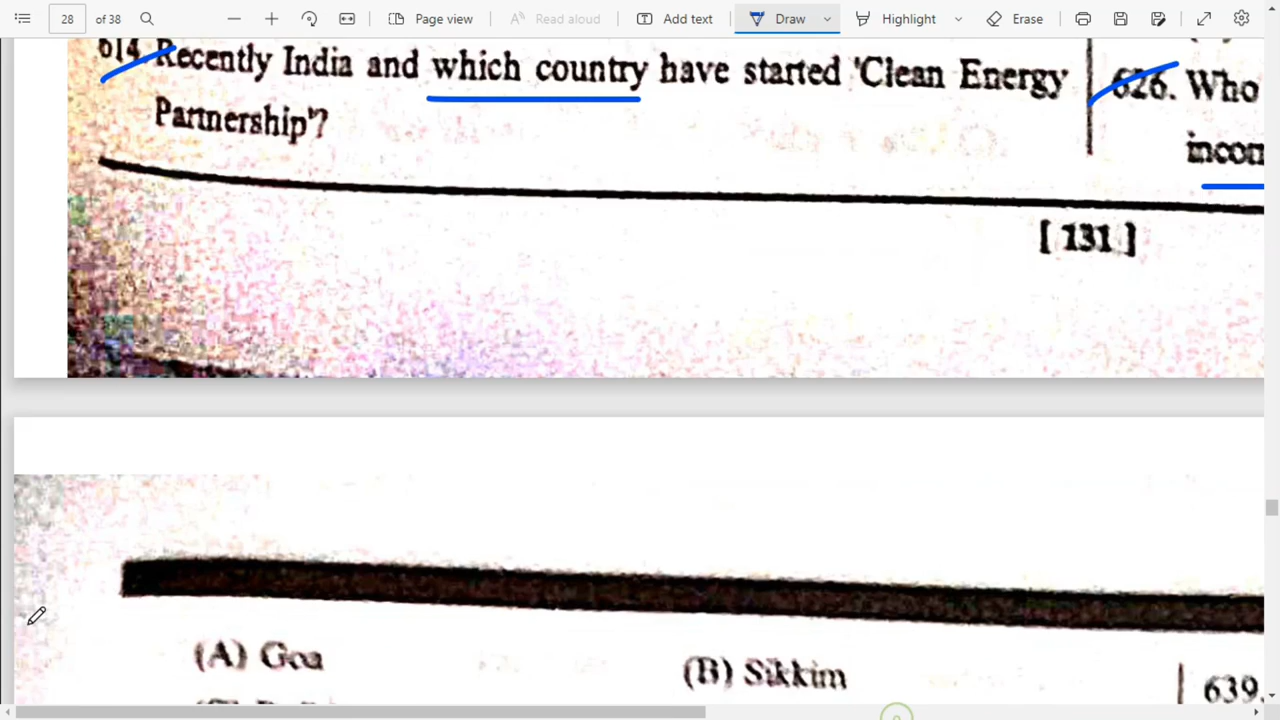 28 of 38 Page view Read aloud Add text Draw Highlight Erase
614. Recently India and which country have started 'Clean Energy
Partnership'?
626. Who
incom
[ 131 ]
(A) Goa
(B) Sikkim
639.